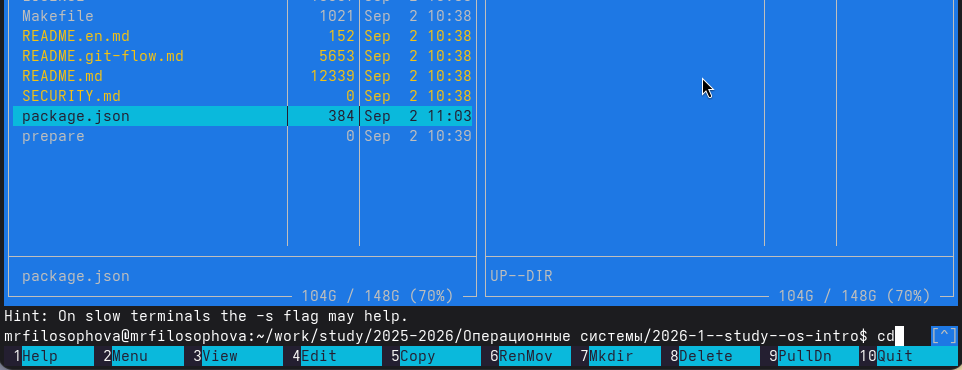 Makefile 1021 Sep 2 10:38
README.en.md 152 Sep 2 10:38
README.git-flow.md 5653 Sep 2 10:38
README.md 12339 Sep 2 10:38
SECURITY.md 0 Sep 2 10:38
package.json 384 Sep 2 11:03
prepare 0 Sep 2 10:39
package.json UP--DIR
104G / 148G (70%) 104G / 148G (70%)
Hint: On slow terminals the -s flag may help.
mrfilosophova@mrfilosophova:~/work/study/2025-2026/Операционные системы/2026-1--study--os-intro$ cd [^]
1Help 2Menu 3View 4Edit 5Copy 6RenMov 7Mkdir 8Delete 9PullDn 10Quit